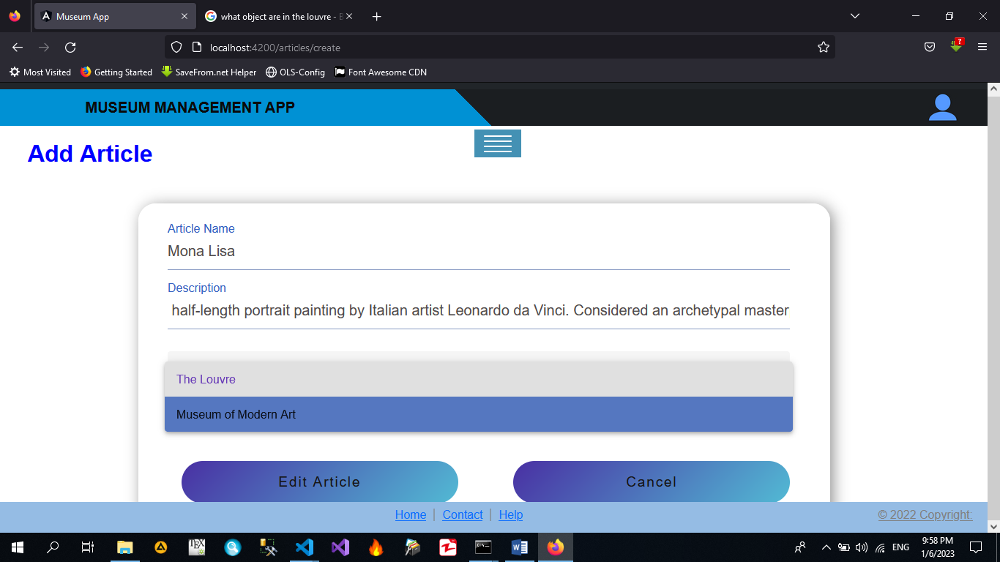 Museum App
what object are in the louvre - B
localhost:4200/articles/create
Most Visited
Getting Started
SaveFrom.net Helper
OLS-Config
Font Awesome CDN
MUSEUM MANAGEMENT APP
Add Article
Article Name
Mona Lisa
Description
half-length portrait painting by Italian artist Leonardo da Vinci. Considered an archetypal master
The Louvre
Museum of Modern Art
Edit Article Cancel
Home | Contact | Help
© 2022 Copyright:
ENG
9:58 PM
1/6/2023